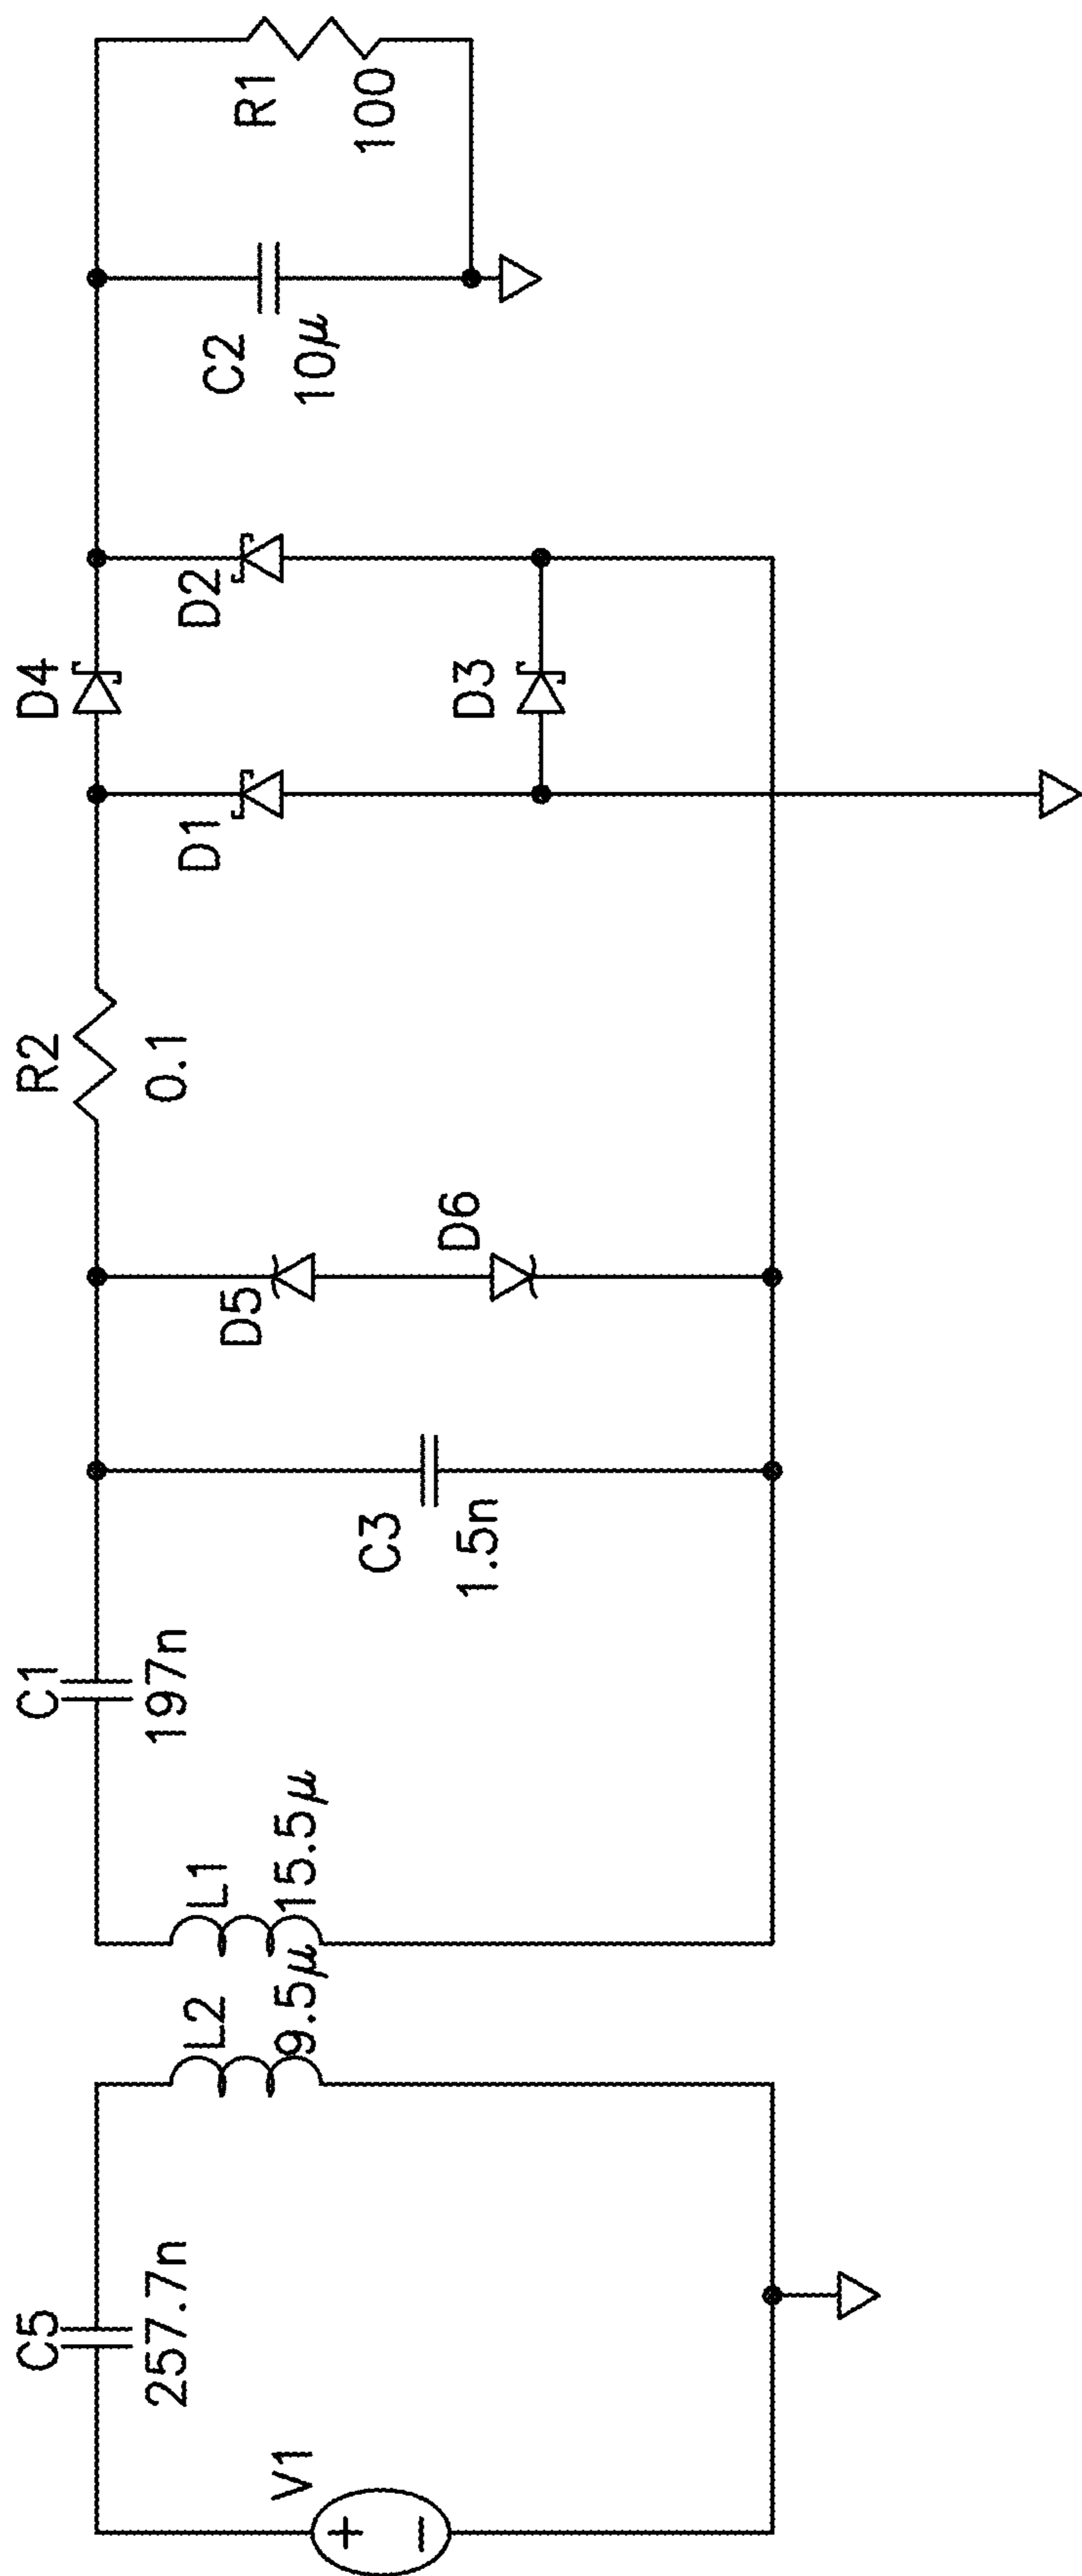 V1
+
−
C5
257.7n
L2
9.5μ
L1
15.5μ
C1
197n
C3
1.5n
D5
D6
R2
0.1
D1
D4
D3
D2
C2
10μ
R1
100